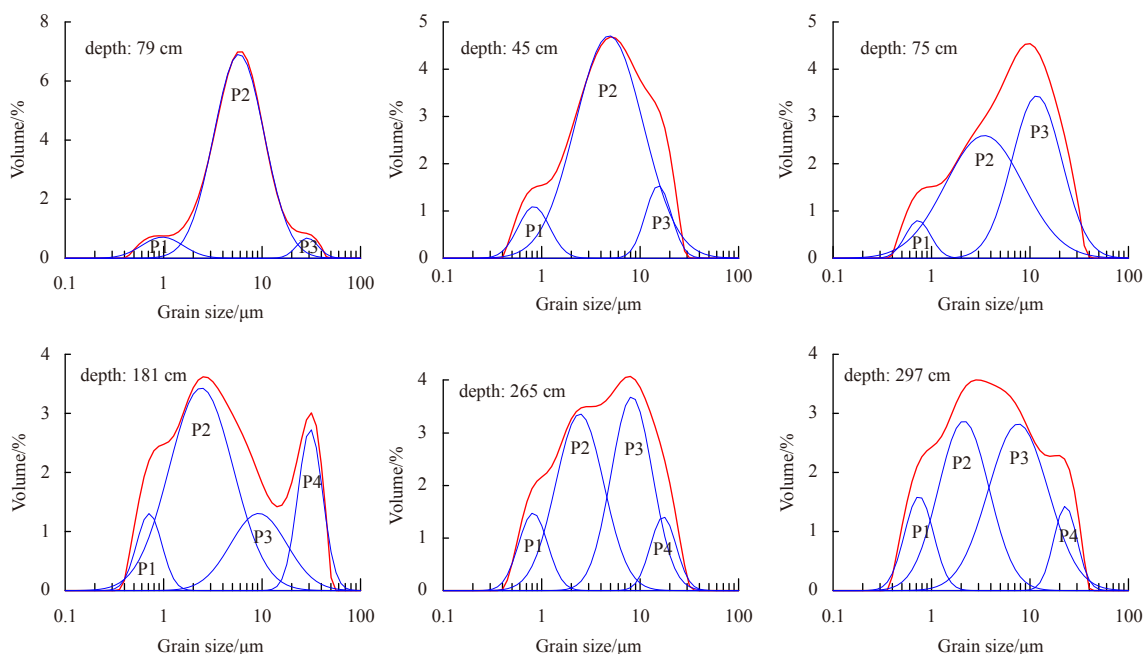 depth: 79 cm
Volume/%
8
6
4
2
0
P1
P2
P3
0.1 1 10 100
Grain size/μm
depth: 45 cm
Volume/%
5
4
3
2
1
0
P1
P2
P3
0.1 1 10 100
Grain size/μm
depth: 75 cm
Volume/%
5
4
3
2
1
0
P1
P2
P3
0.1 1 10 100
Grain size/μm
depth: 181 cm
Volume/%
4
3
2
1
0
P1
P2
P3
P4
0.1 1 10 100
Grain size/μm
depth: 265 cm
Volume/%
4
3
2
1
0
P1
P2
P3
P4
0.1 1 10 100
Grain size/μm
depth: 297 cm
Volume/%
4
3
2
1
0
P1
P2
P3
P4
0.1 1 10 100
Grain size/μm